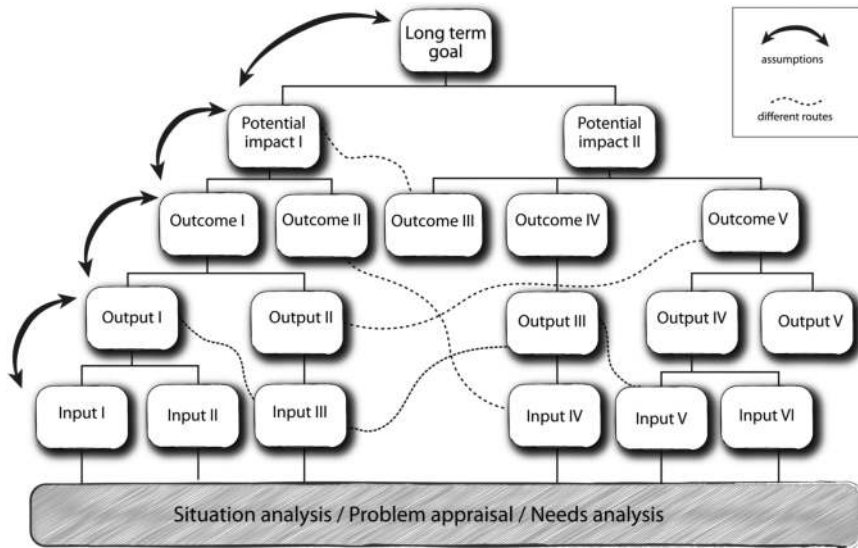 Long term
goal
assumptions
different routes
Potential
impact I
Potential
impact II
Outcome I
Outcome II
Outcome III
Outcome IV
Outcome V
Output I
Output II
Output III
Output IV
Output V
Input I
Input II
Input III
Input IV
Input V
Input VI
Situation analysis / Problem appraisal / Needs analysis